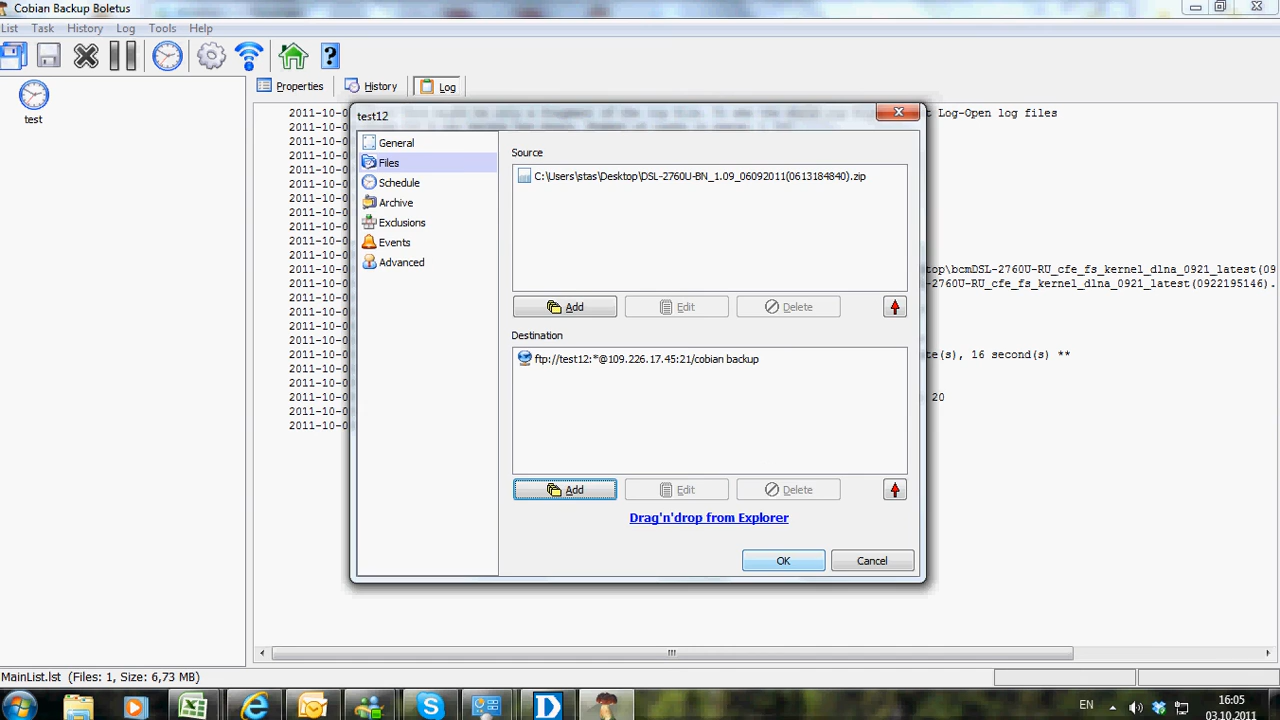 Cobian Backup Boletus
List Task History Log Tools Help
Properties History Log
test
2011-10-0
Log-Open log files
2011-10-0
2011-10-0
2011-10-0
2011-10-0
2011-10-0
2011-10-0
2011-10-0
2011-10-0
2011-10-0
2011-10-0
2011-10-0
top\bcmDSL-2760U-RU_cfe_fs_kernel_dlna_0921_latest(09
2011-10-0
-2760U-RU_cfe_fs_kernel_dlna_0921_latest(0922195146).
2011-10-0
2011-10-0
2011-10-0
2011-10-0
2011-10-0
te(s), 16 second(s) **
2011-10-0
2011-10-0
2011-10-0
20
2011-10-0
2011-10-0
test12
General
Files
Schedule
Archive
Exclusions
Events
Advanced
Source
C:\Users\stas\Desktop\DSL-2760U-BN_1.09_06092011(0613184840).zip
Add Edit Delete
Destination
ftp://test12:*@109.226.17.45:21/cobian backup
Add Edit Delete
Drag'n'drop from Explorer
OK Cancel
MainList.lst (Files: 1, Size: 6,73 MB)
EN
16:05
03.10.2011